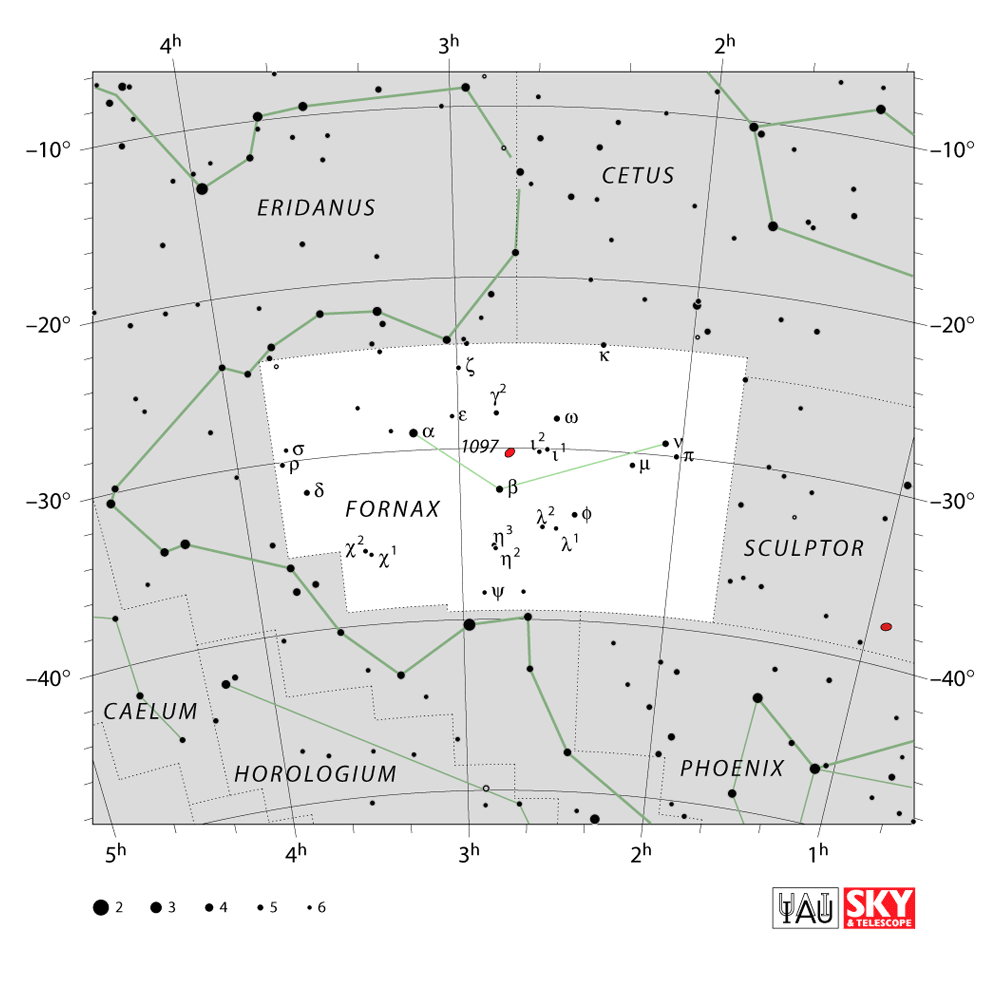 4h 3h 2h
–10° –10°
CETUS
ERIDANUS
–20° –20°
κ
ζ
γ2
ε ω
α
1097 ι2 ι1 ν
σ π
ρ μ
δ β
–30° –30°
FORNAX
λ2 φ
η3 λ1
χ2 χ1 η2
SCULPTOR
ψ
–40° –40°
CAELUM
HOROLOGIUM PHOENIX
5h 4h 3h 2h 1h
2 3 4 5 6
UAI IAU
SKY
& TELESCOPE